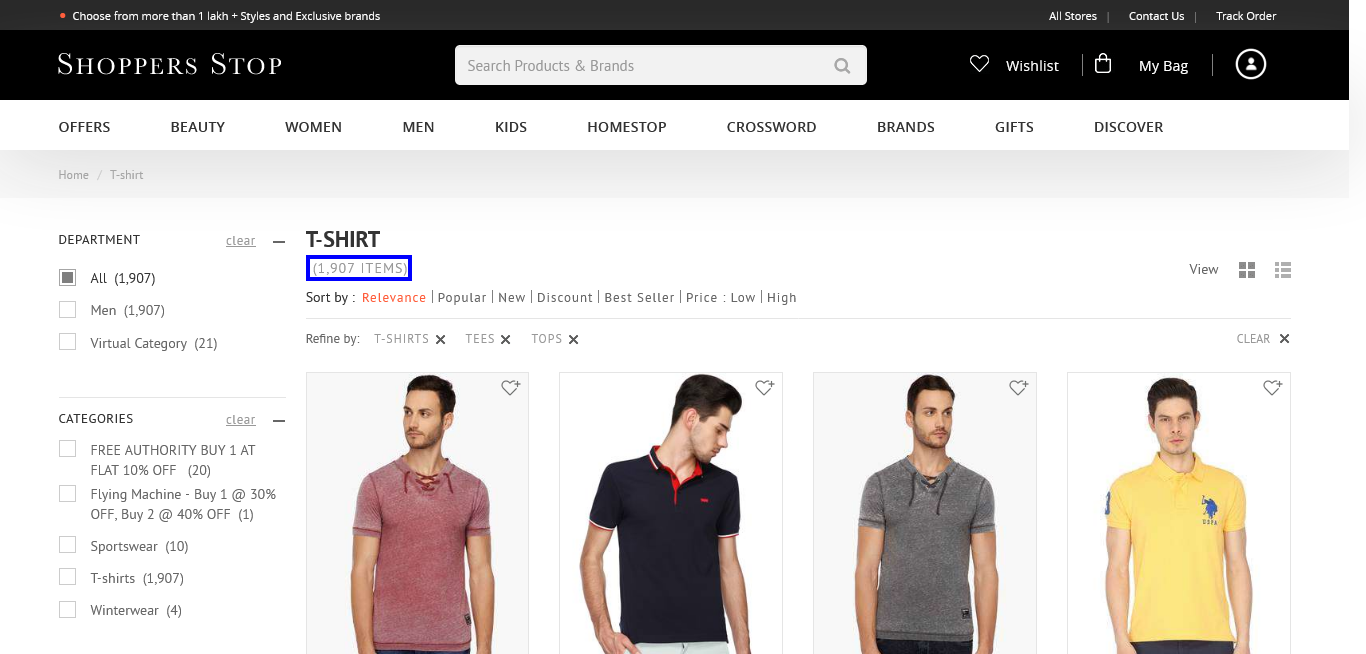 Choose from more than 1 lakh + Styles and Exclusive brands
All Stores | Contact Us | Track Order
SHOPPERS STOP
Search Products & Brands
Wishlist
My Bag
OFFERS BEAUTY WOMEN MEN KIDS HOMESTOP CROSSWORD BRANDS GIFTS DISCOVER
Home / T-shirt
DEPARTMENT clear
All (1,907)
Men (1,907)
Virtual Category (21)
CATEGORIES clear
FREE AUTHORITY BUY 1 AT
FLAT 10% OFF (20)
Flying Machine - Buy 1 @ 30%
OFF, Buy 2 @ 40% OFF (1)
Sportswear (10)
T-shirts (1,907)
Winterwear (4)
T-SHIRT
(1,907 ITEMS)
View
Sort by : Relevance | Popular | New | Discount | Best Seller | Price : Low | High
Refine by: T-SHIRTS TEES TOPS
CLEAR
USPA